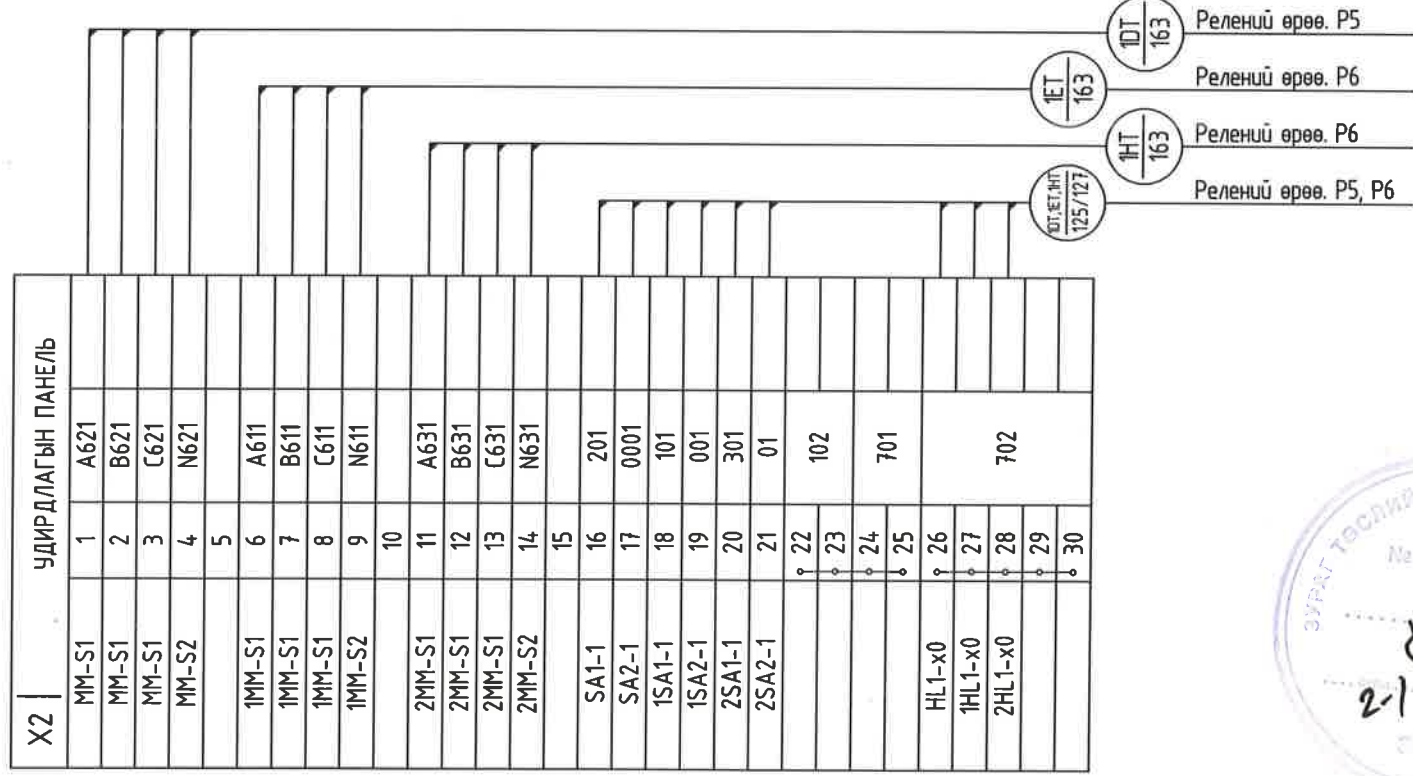 1DT
163
Релений өрөө. P5
1ET
163
Релений өрөө. P6
1HT
163
Релений өрөө. P6
1DT,1ET,1HT
125/127
Релений өрөө. P5, P6
X2 УДИРДЛАГЫН ПАНЕЛЬ
MM-S1 1 A621
MM-S1 2 B621
MM-S1 3 C621
MM-S2 4 N621
5
1MM-S1 6 A611
1MM-S1 7 B611
1MM-S1 8 C611
1MM-S2 9 N611
10
2MM-S1 11 A631
2MM-S1 12 B631
2MM-S1 13 C631
2MM-S2 14 N631
15
SA1-1 16 201
SA2-1 17 0001
1SA1-1 18 101
1SA2-1 19 001
2SA1-1 20 301
2SA2-1 21 01
22 102
23
24 701
25
HL1-x0 26 702
1HL1-x0 27
2HL1-x0 28
29
30
ЗУРАГ ТӨСЛИЙН
№
2-1